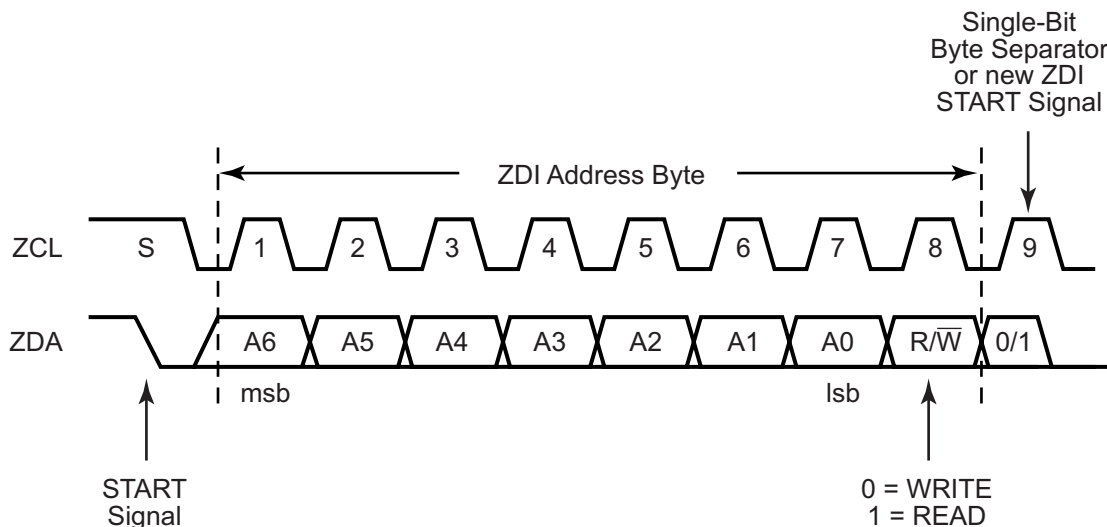 Single-Bit
Byte Separator
or new ZDI
START Signal
ZDI Address Byte
ZCL S 1 2 3 4 5 6 7 8 9
ZDA A6 A5 A4 A3 A2 A1 A0 R/W̅ 0/1
msb lsb
START
Signal
0 = WRITE
1 = READ